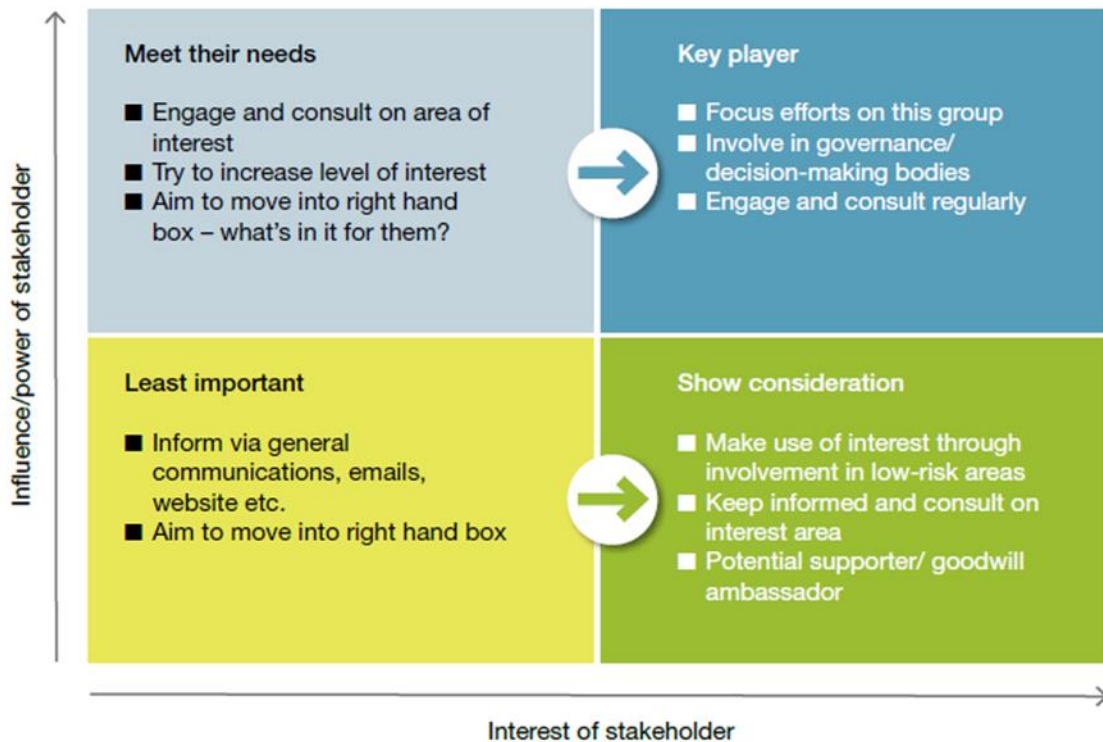 Influence/power of stakeholder
Meet their needs
■ Engage and consult on area of
interest
■ Try to increase level of interest
■ Aim to move into right hand
box – what's in it for them?
Key player
■ Focus efforts on this group
■ Involve in governance/
decision-making bodies
■ Engage and consult regularly
Least important
■ Inform via general
communications, emails,
website etc.
■ Aim to move into right hand box
Show consideration
■ Make use of interest through
involvement in low-risk areas
■ Keep informed and consult on
interest area
■ Potential supporter/ goodwill
ambassador
Interest of stakeholder